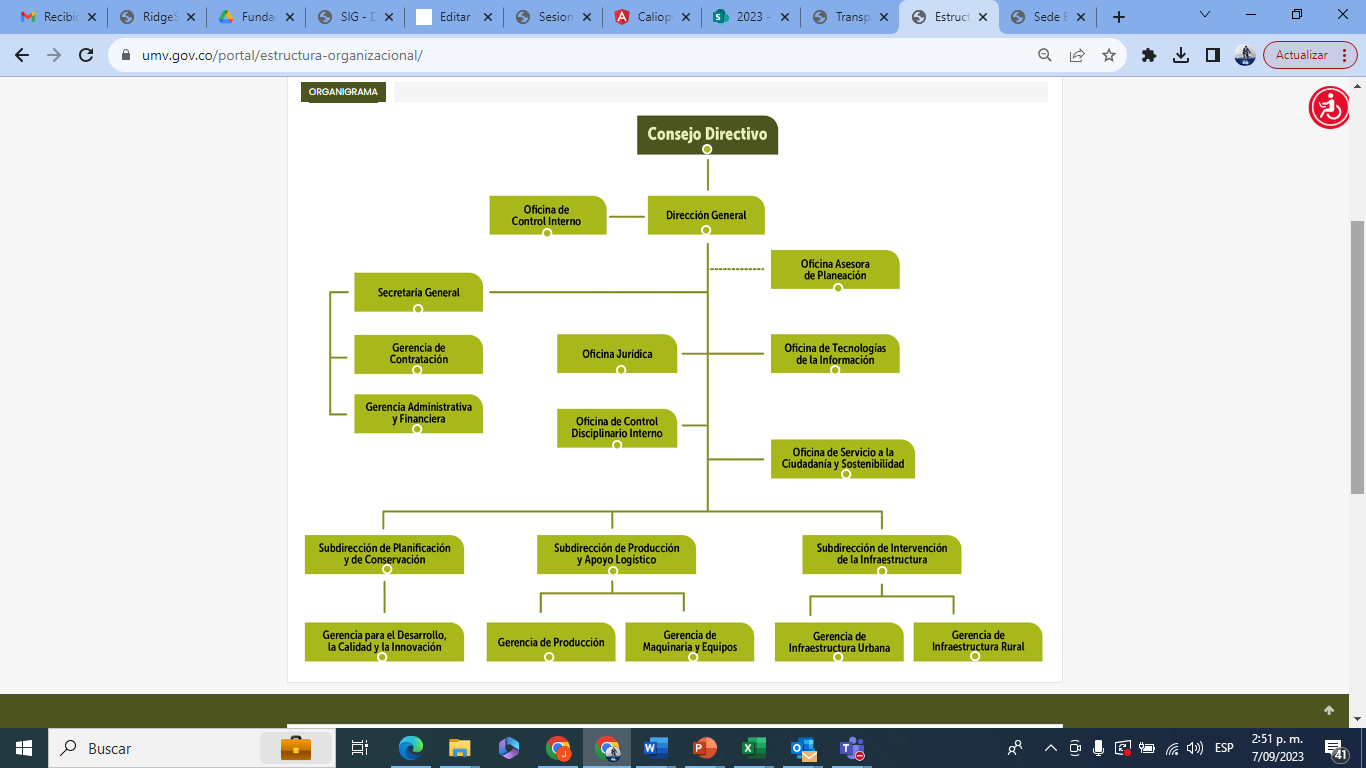 Recibic
RidgeS
Funda
SIG - D
Editar
Sesion
Caliop
2023 -
Transp
Estruct
Sede E
umv.gov.co/portal/estructura-organizacional/
Actualizar
ORGANIGRAMA
Consejo Directivo
Oficina de
Control Interno
Dirección General
Oficina Asesora
de Planeación
Secretaría General
Gerencia de
Contratación
Oficina Jurídica
Oficina de Tecnologías
de la Información
Gerencia Administrativa
y Financiera
Oficina de Control
Disciplinario Interno
Oficina de Servicio a la
Ciudadanía y Sostenibilidad
Subdirección de Planificación
y de Conservación
Subdirección de Producción
y Apoyo Logístico
Subdirección de Intervención
de la Infraestructura
Gerencia para el Desarrollo,
la Calidad y la Innovación
Gerencia de Producción
Gerencia de
Maquinaria y Equipos
Gerencia de
Infraestructura Urbana
Gerencia de
Infraestructura Rural
Buscar
ESP
2:51 p. m.
7/09/2023
41